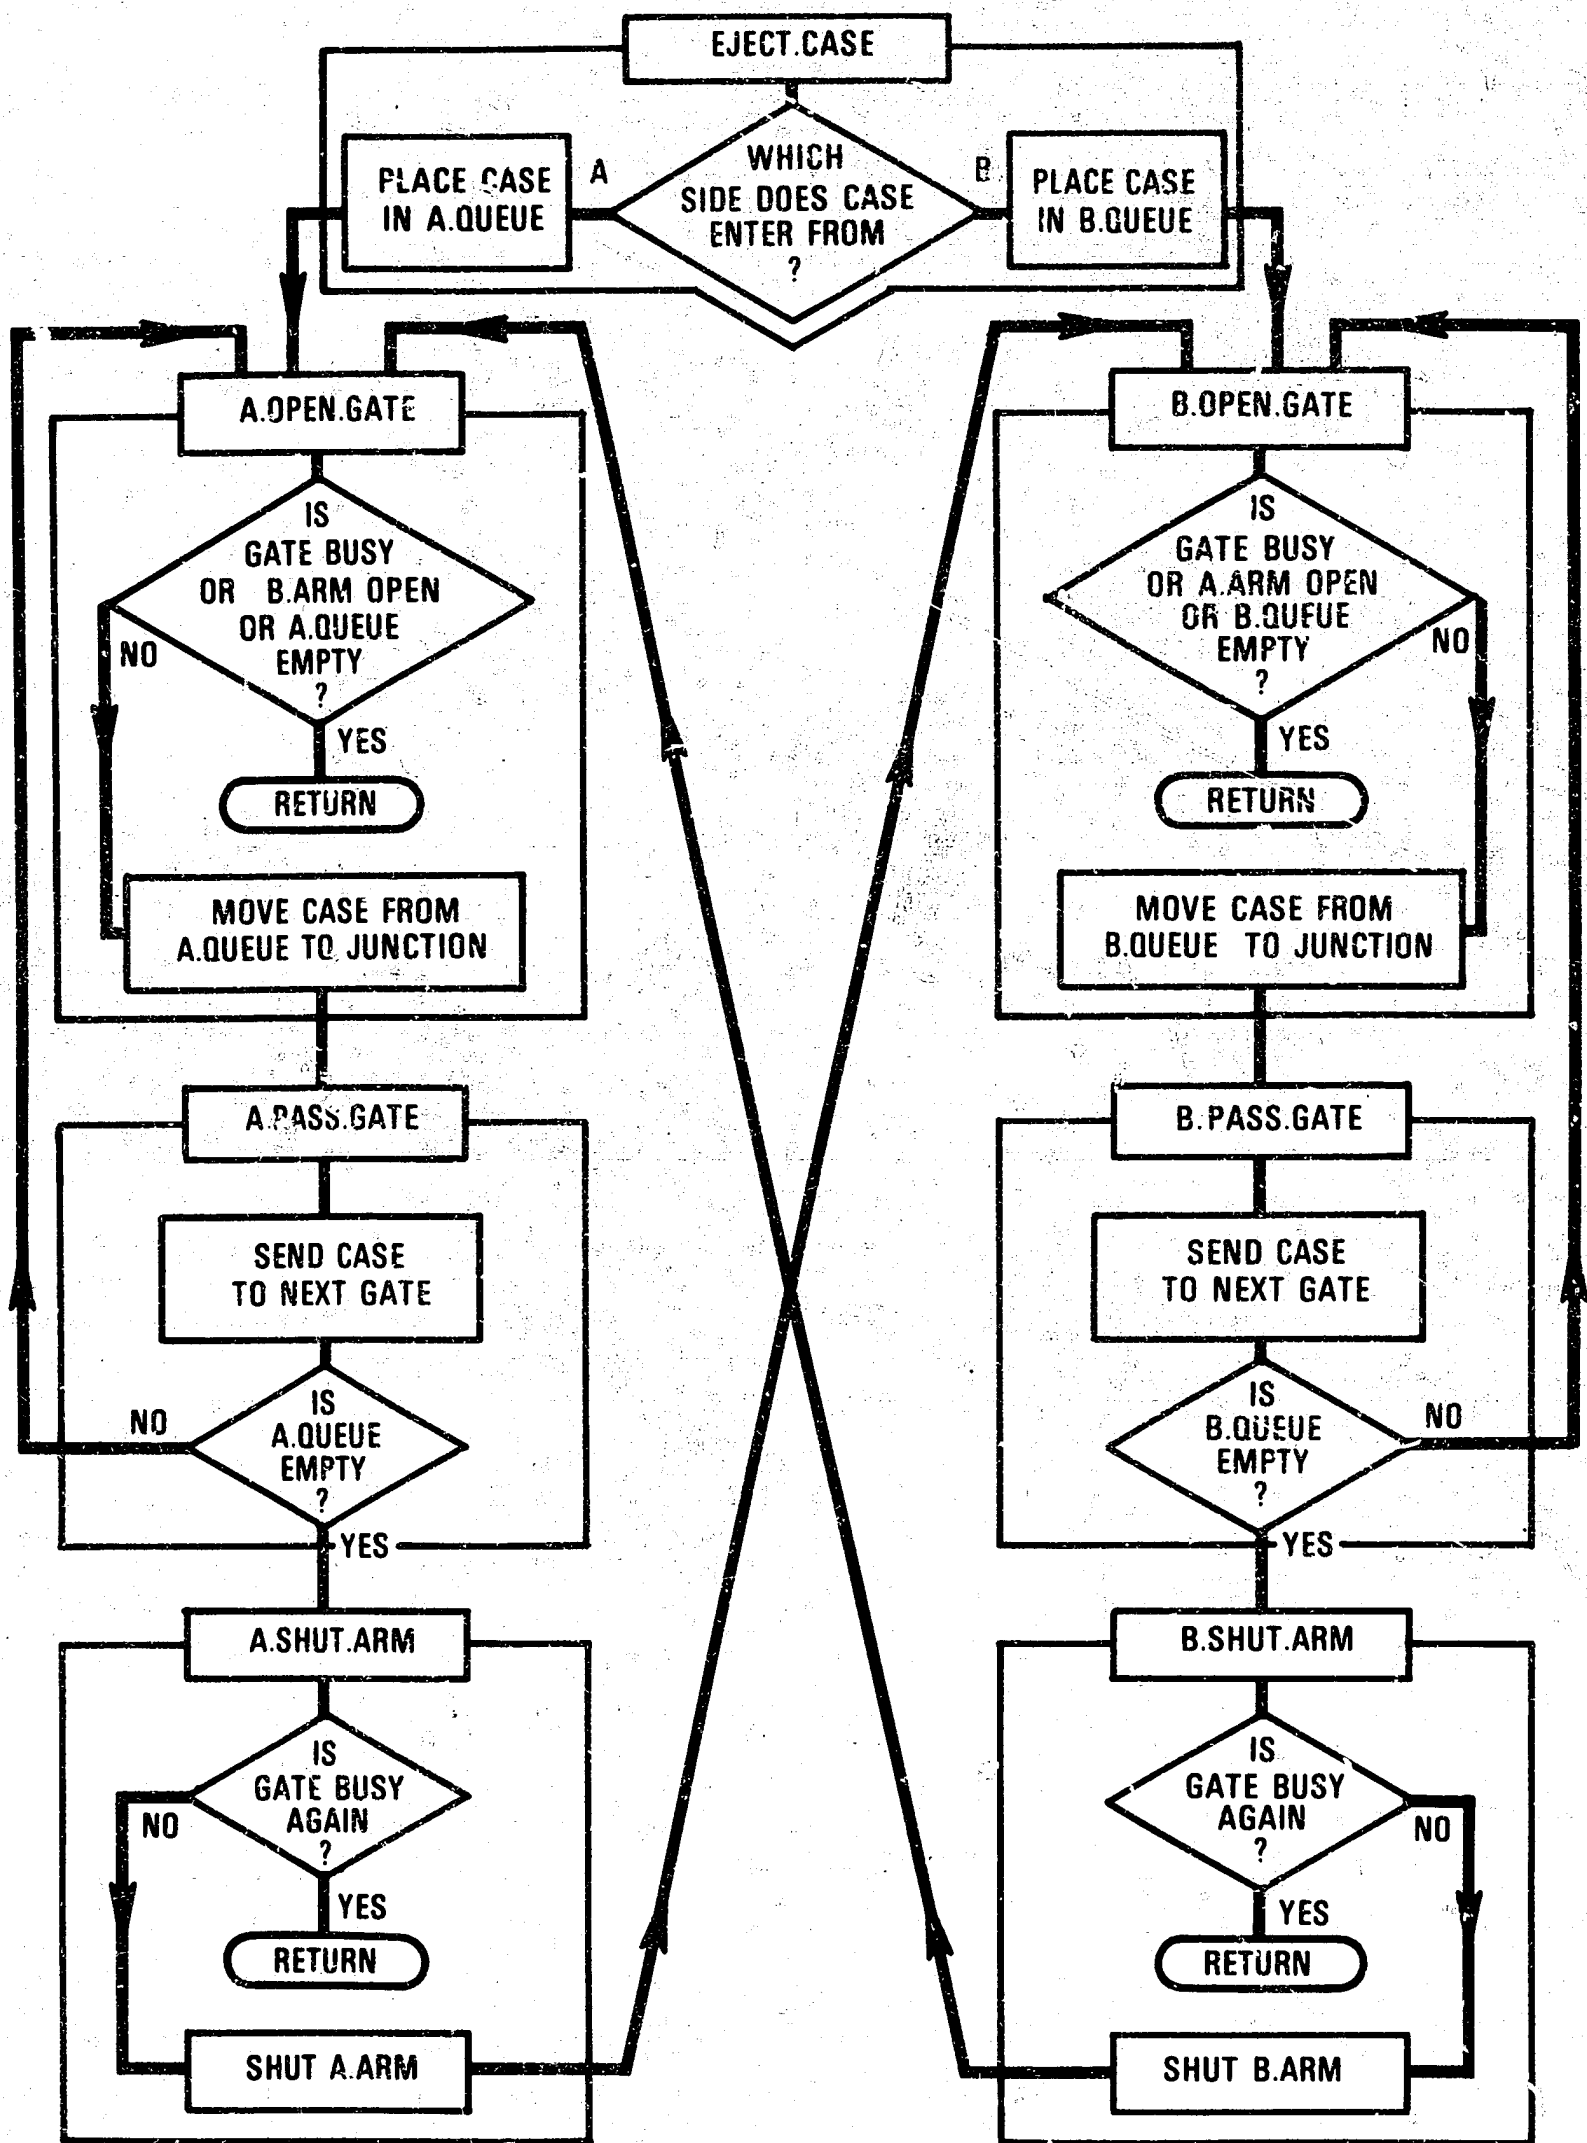 EJECT.CASE
PLACE CASE
IN A.QUEUE
A
WHICH
SIDE DOES CASE
ENTER FROM
?
B
PLACE CASE
IN B.QUEUE
A.OPEN.GATE
IS
GATE BUSY
OR B.ARM OPEN
OR A.QUEUE
EMPTY
?
NO
YES
RETURN
MOVE CASE FROM
A.QUEUE TO JUNCTION
A.PASS.GATE
SEND CASE
TO NEXT GATE
IS
A.QUEUE
EMPTY
?
NO
YES
A.SHUT.ARM
IS
GATE BUSY
AGAIN
?
NO
YES
RETURN
SHUT A.ARM
B.OPEN.GATE
IS
GATE BUSY
OR A.ARM OPEN
OR B.QUEUE
EMPTY
?
NO
YES
RETURN
MOVE CASE FROM
B.QUEUE TO JUNCTION
B.PASS.GATE
SEND CASE
TO NEXT GATE
IS
B.QUEUE
EMPTY
?
NO
YES
B.SHUT.ARM
IS
GATE BUSY
AGAIN
?
NO
YES
RETURN
SHUT B.ARM